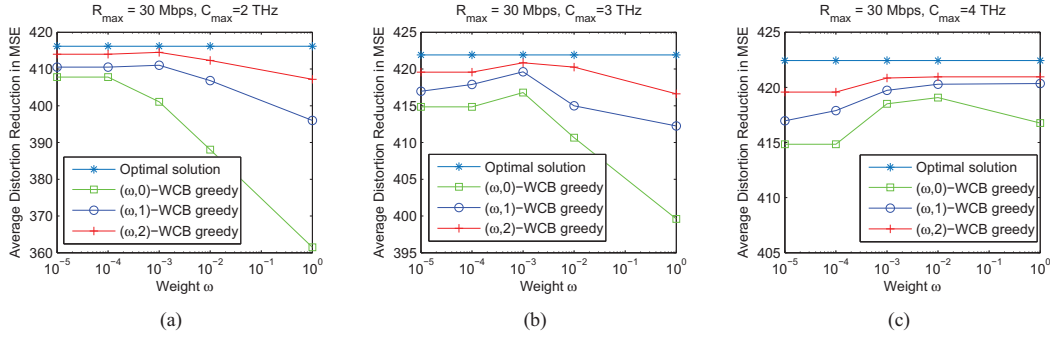 R_max = 30 Mbps, C_max=2 THz
Average Distortion Reduction in MSE
420
410
400
390
380
370
360
Optimal solution
(ω,0)−WCB greedy
(ω,1)−WCB greedy
(ω,2)−WCB greedy
10^−5 10^−4 10^−3 10^−2 10^−1 10^0
Weight ω
(a)
R_max = 30 Mbps, C_max=3 THz
Average Distortion Reduction in MSE
425
420
415
410
405
400
395
Optimal solution
(ω,0)−WCB greedy
(ω,1)−WCB greedy
(ω,2)−WCB greedy
10^−5 10^−4 10^−3 10^−2 10^−1 10^0
Weight ω
(b)
R_max = 30 Mbps, C_max=4 THz
Average Distortion Reduction in MSE
425
420
415
410
405
Optimal solution
(ω,0)−WCB greedy
(ω,1)−WCB greedy
(ω,2)−WCB greedy
10^−5 10^−4 10^−3 10^−2 10^−1 10^0
Weight ω
(c)